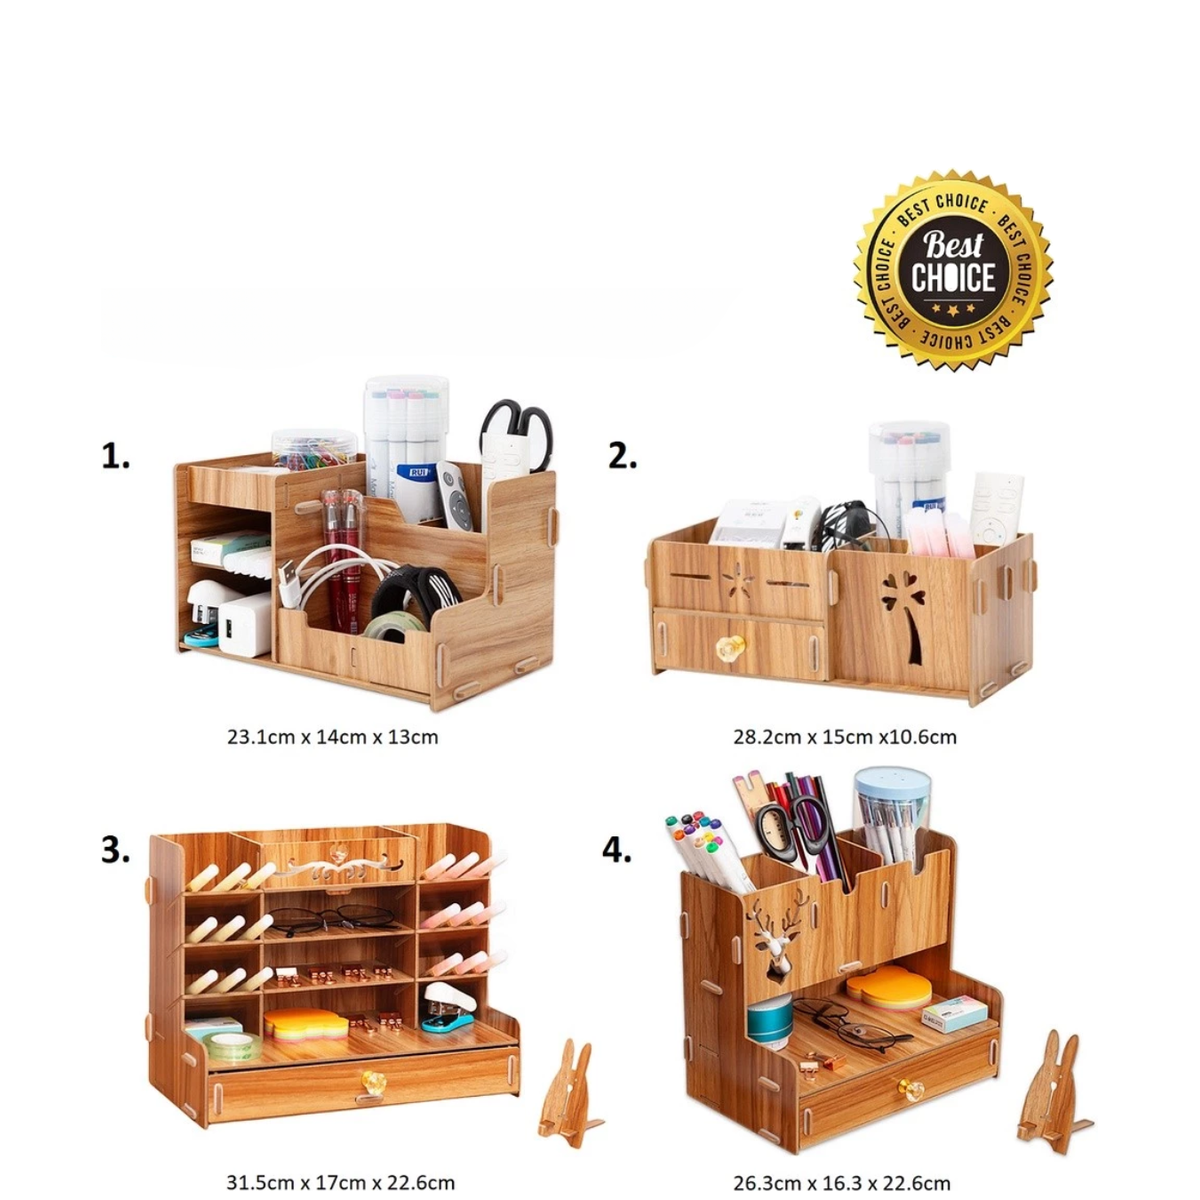 BEST CHOICE · BEST CHOICE · BEST CHOICE · BEST CHOICE ·
Best
CHOICE
1.
2.
RUI
23.1cm x 14cm x 13cm
28.2cm x 15cm x10.6cm
3.
4.
31.5cm x 17cm x 22.6cm
26.3cm x 16.3 x 22.6cm